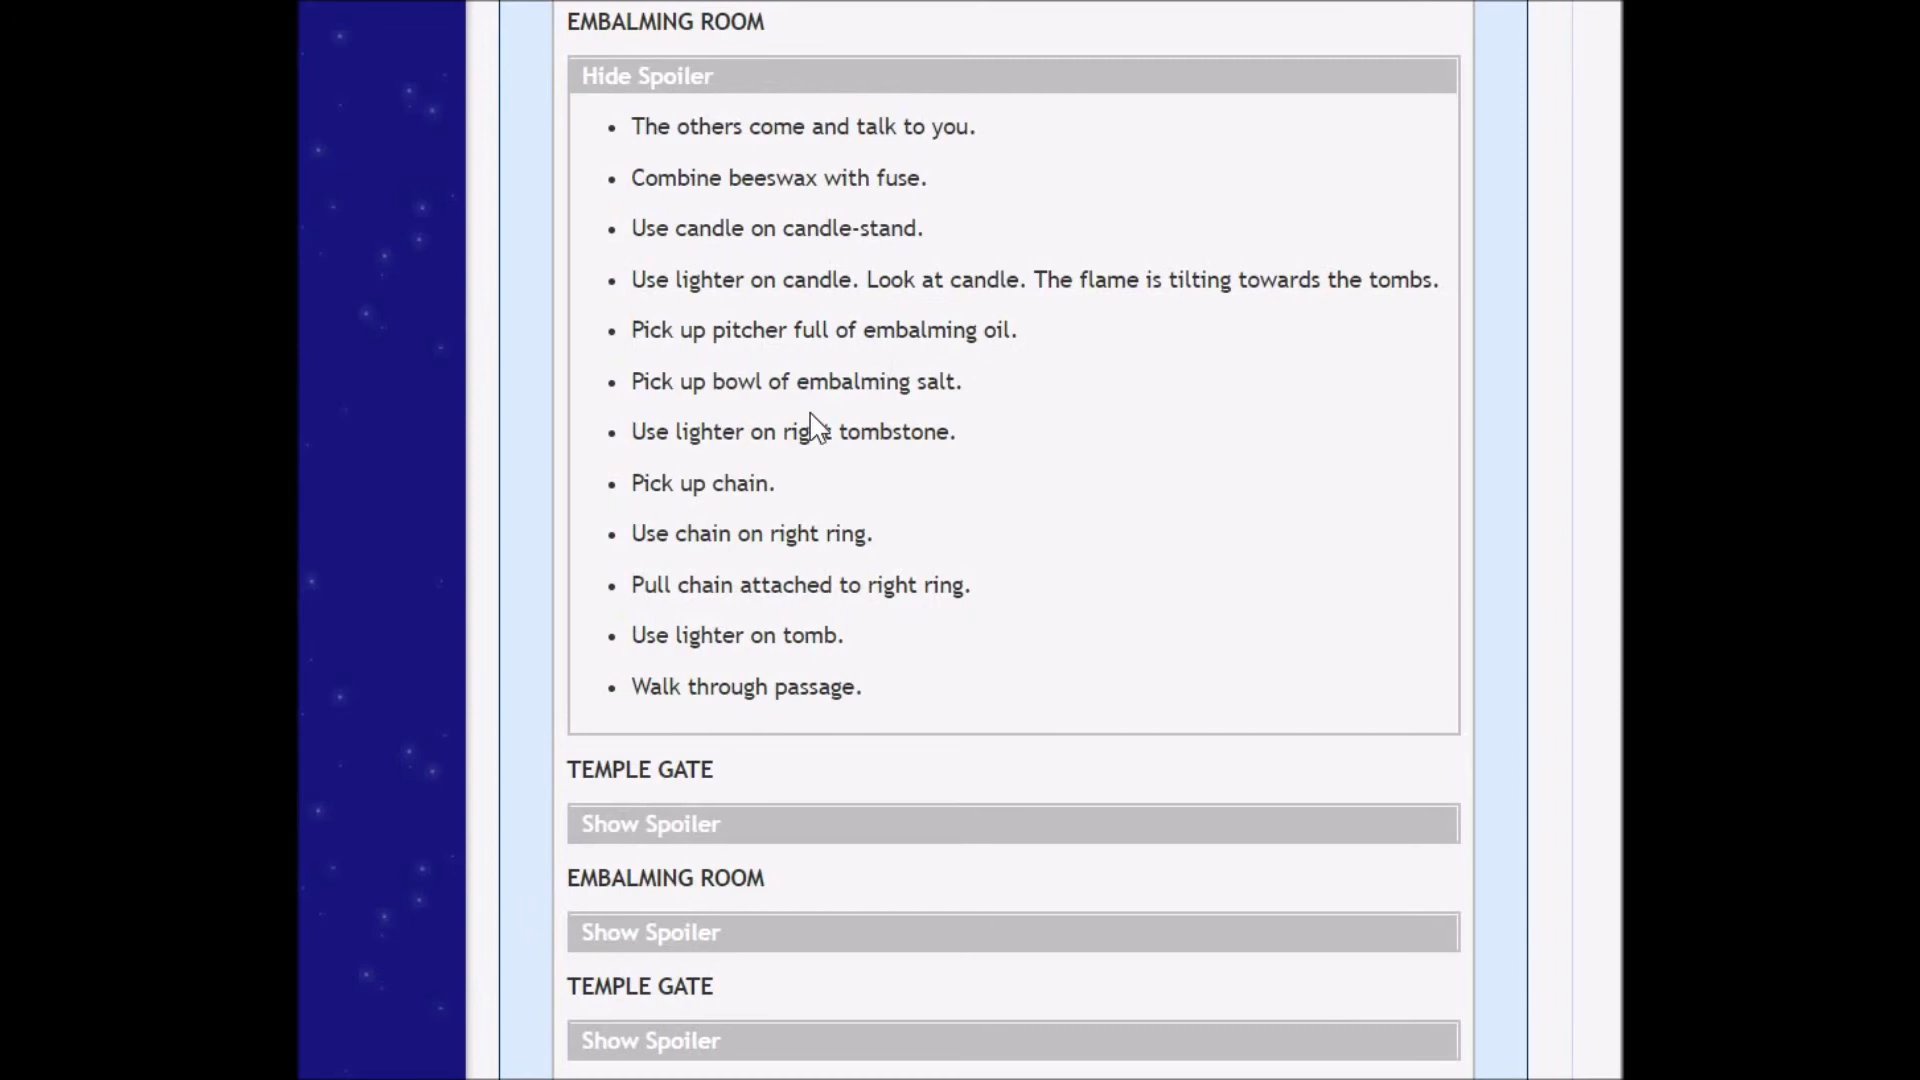 EMBALMING ROOM
Hide Spoiler
• The others come and talk to you.
• Combine beeswax with fuse.
• Use candle on candle-stand.
• Use lighter on candle. Look at candle. The flame is tilting towards the tombs.
• Pick up pitcher full of embalming oil.
• Pick up bowl of embalming salt.
• Use lighter on right tombstone.
• Pick up chain.
• Use chain on right ring.
• Pull chain attached to right ring.
• Use lighter on tomb.
• Walk through passage.
TEMPLE GATE
Show Spoiler
EMBALMING ROOM
Show Spoiler
TEMPLE GATE
Show Spoiler